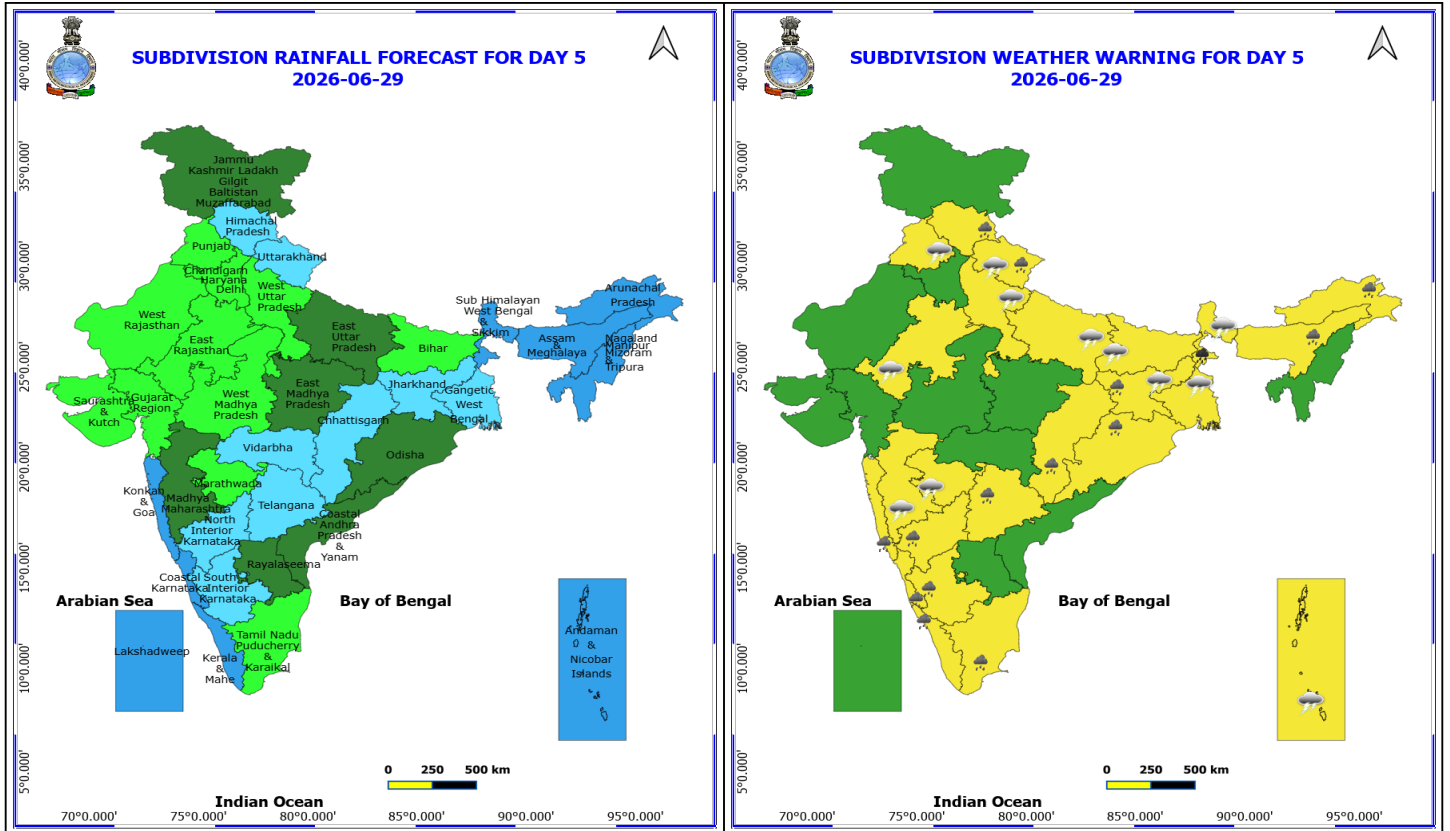 SUBDIVISION RAINFALL FORECAST FOR DAY 5
2026-06-29
40°0.000'
35°0.000'
30°0.000'
25°0.000'
20°0.000'
15°0.000'
10°0.000'
5°0.000'
Jammu
Kashmir Ladakh
Gilgit
Baltistan
Muzaffarabad
Himachal
Pradesh
Punjab
Uttarakhand
Chandigarh
Haryana
Delhi
West
Uttar
Pradesh
Arunachal
Pradesh
Sub Himalayan
West Bengal
&
Sikkim
West
Rajasthan
East
Uttar
Pradesh
East
Rajasthan
Bihar
Assam
&
Meghalaya
Nagaland
Manipur
Mizoram
&
Tripura
Saurashtra
&
Kutch
Gujarat
Region
West
Madhya
Pradesh
East
Madhya
Pradesh
Jharkhand
Gangetic
West
Bengal
Chhattisgarh
Vidarbha
Odisha
Konkan
&
Goa
Marathwada
Madhya
Maharashtra
Telangana
North
Interior
Karnataka
Coastal
Andhra
Pradesh
&
Yanam
Rayalaseema
Coastal
Karnataka
South
Interior
Karnataka
Arabian Sea
Bay of Bengal
Lakshadweep
Kerala
&
Mahe
Tamil Nadu
Puducherry
&
Karaikal
Andaman
&
Nicobar
Islands
0 250 500 km
Indian Ocean
70°0.000' 75°0.000' 80°0.000' 85°0.000' 90°0.000' 95°0.000'
SUBDIVISION WEATHER WARNING FOR DAY 5
2026-06-29
40°0.000'
35°0.000'
30°0.000'
25°0.000'
20°0.000'
15°0.000'
10°0.000'
5°0.000'
Arabian Sea
Bay of Bengal
0 250 500 km
Indian Ocean
70°0.000' 75°0.000' 80°0.000' 85°0.000' 90°0.000' 95°0.000'